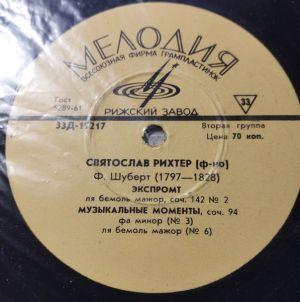 МЕЛОДИЯ
ВСЕСОЮЗНАЯ ФИРМА ГРАМПЛАСТИНОК
РИЖСКИЙ ЗАВОД
Гост
5289-61
33
33Д-19217
Вторая группа
Цена 70 коп.
СВЯТОСЛАВ РИХТЕР [ф-но]
Ф. Шуберт (1797—1828)
ЭКСПРОМТ
ля бемоль мажор, соч. 142 № 2
МУЗЫКАЛЬНЫЕ МОМЕНТЫ, соч. 94
фа минор (№ 3)
ля бемоль мажор (№ 6)